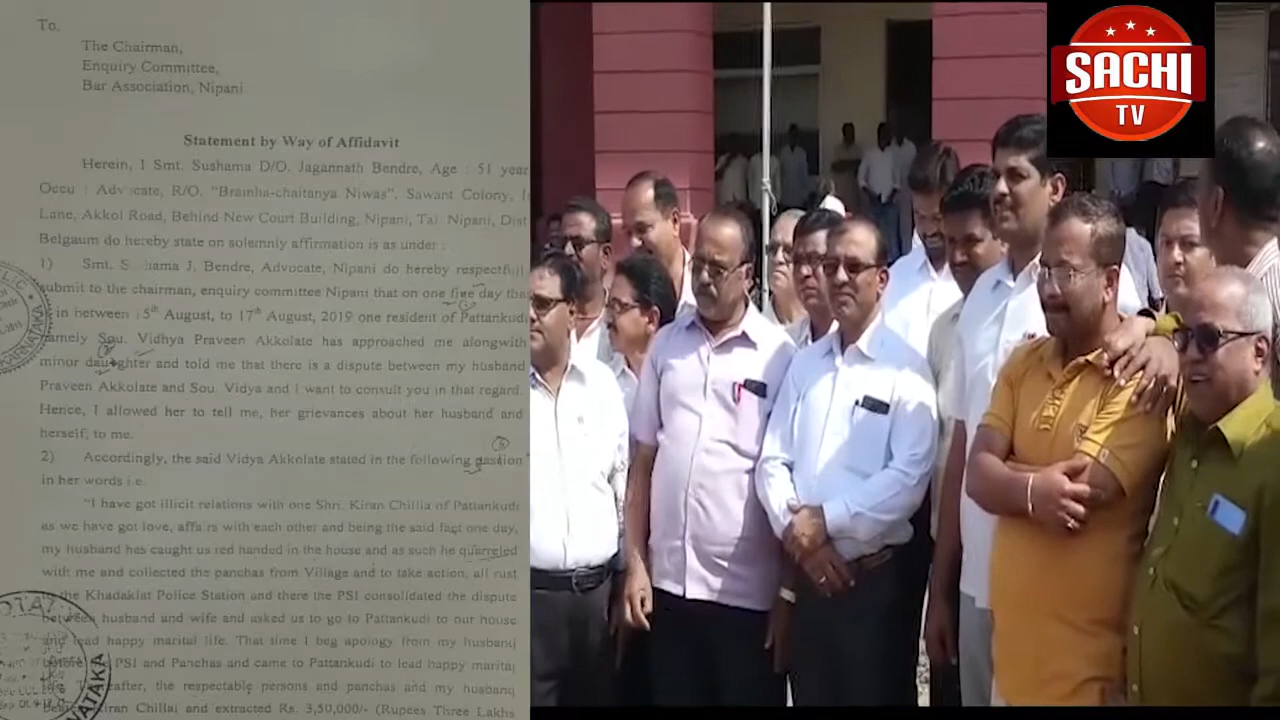 To,
The Chairman,
Enquiry Committee,
Bar Association, Nipani
Statement by Way of Affidavit
Herein, I Smt. Sushama D/O. Jagannath Bendre, Age : 51 year
Occu : Advocate, R/O. "Bramha-chaitanya Niwas". Sawant Colony,
Lane, Akkol Road, Behind New Court Building, Nipani, Tal. Nipani, Dist
Belgaum do hereby state on solemnly affirmation is as under :
1) Smt. Sushama J. Bendre, Advocate, Nipani do hereby respectfull
submit to the chairman, enquiry committee Nipani that on one fine day tha
in between 15th August, to 17th August, 2019 one resident of Pattankudi
namely Sou. Vidhya Praveen Akkolate has approached me alongwith
minor daughter and told me that there is a dispute between my husband
Praveen Akkolate and Sou. Vidya and I want to consult you in that regard.
Hence, I allowed her to tell me, her grievances about her husband and
herself, to me.
2) Accordingly, the said Vidya Akkolate stated in the following
in her words i.e.
"I have got illicit relations with one Shri. Kiran Chillia of Pattankudi
as we have got love, affairs with each other and being the said fact one day,
my husband has caught us red handed in the house and as such he quarreled
with me and collected the panchas from Village and to take action, all rust
the Khadaklat Police Station and there the PSI consolidated the dispute
between husband and wife and asked us to go to Pattankudi to our house
and lead happy marital life. That time I beg apology from my husband
before the PSI and Panchas and came to Pattankudi to lead happy marital
life. Thereafter, the respectable persons and panchas and my husband
Kiran Chillai and extracted Rs. 3,50,000/- (Rupees Three Lakhs
KARNATAKA
NOTA
NATAKA
SACHI
TV